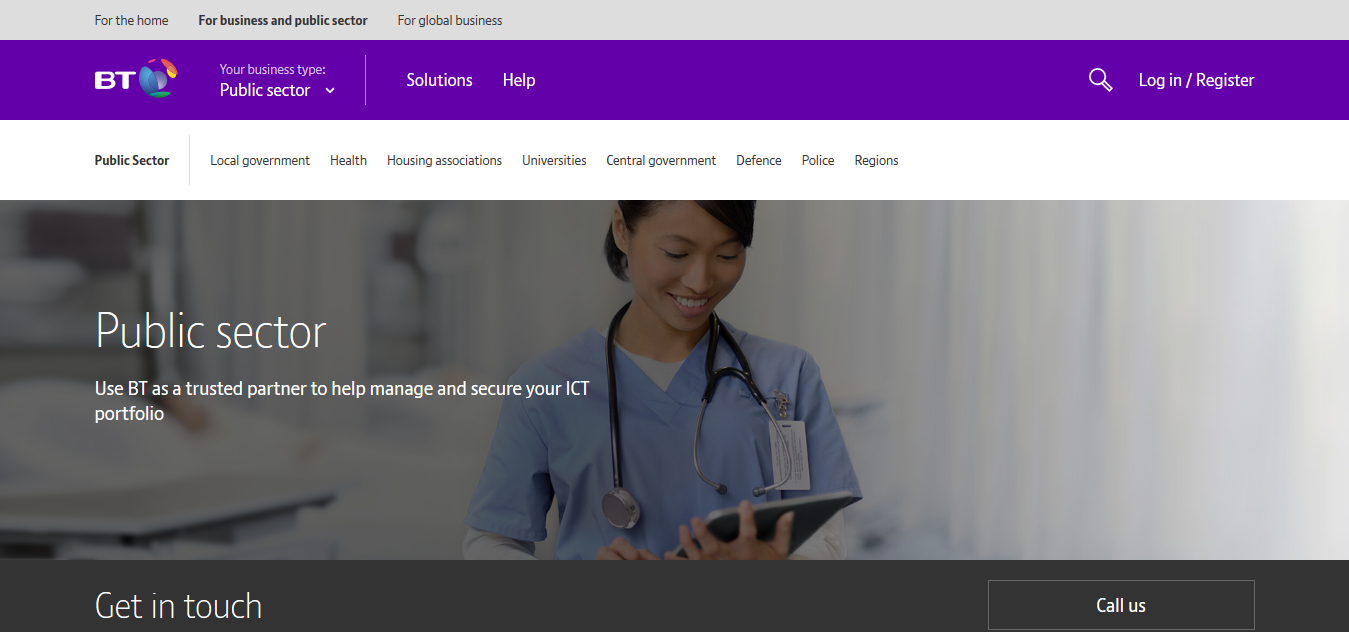 For the home For business and public sector For global business
BT
Your business type:
Public sector
Solutions Help
Log in / Register
Public Sector Local government Health Housing associations Universities Central government Defence Police Regions
Public sector
Use BT as a trusted partner to help manage and secure your ICT
portfolio
Get in touch
Call us